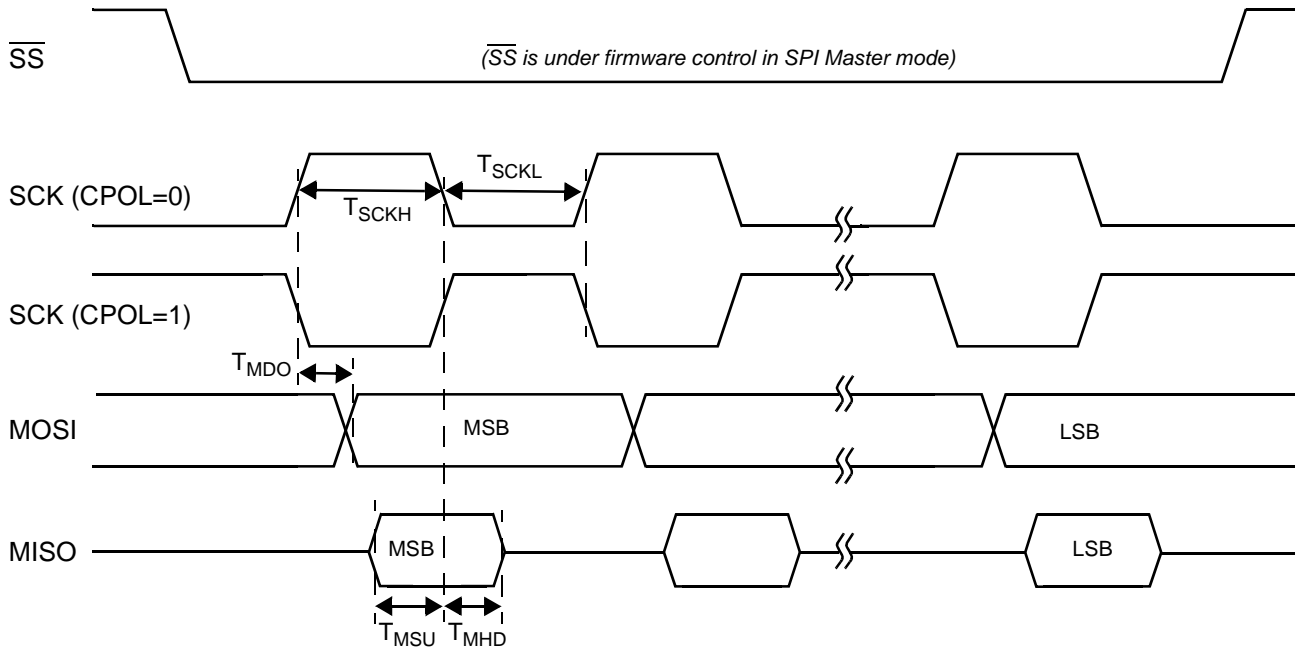 SS
(SS is under firmware control in SPI Master mode)
TSCKL
SCK (CPOL=0)
TSCKH
SCK (CPOL=1)
TMDO
MOSI
MSB
LSB
MISO
MSB
LSB
TMSU
TMHD